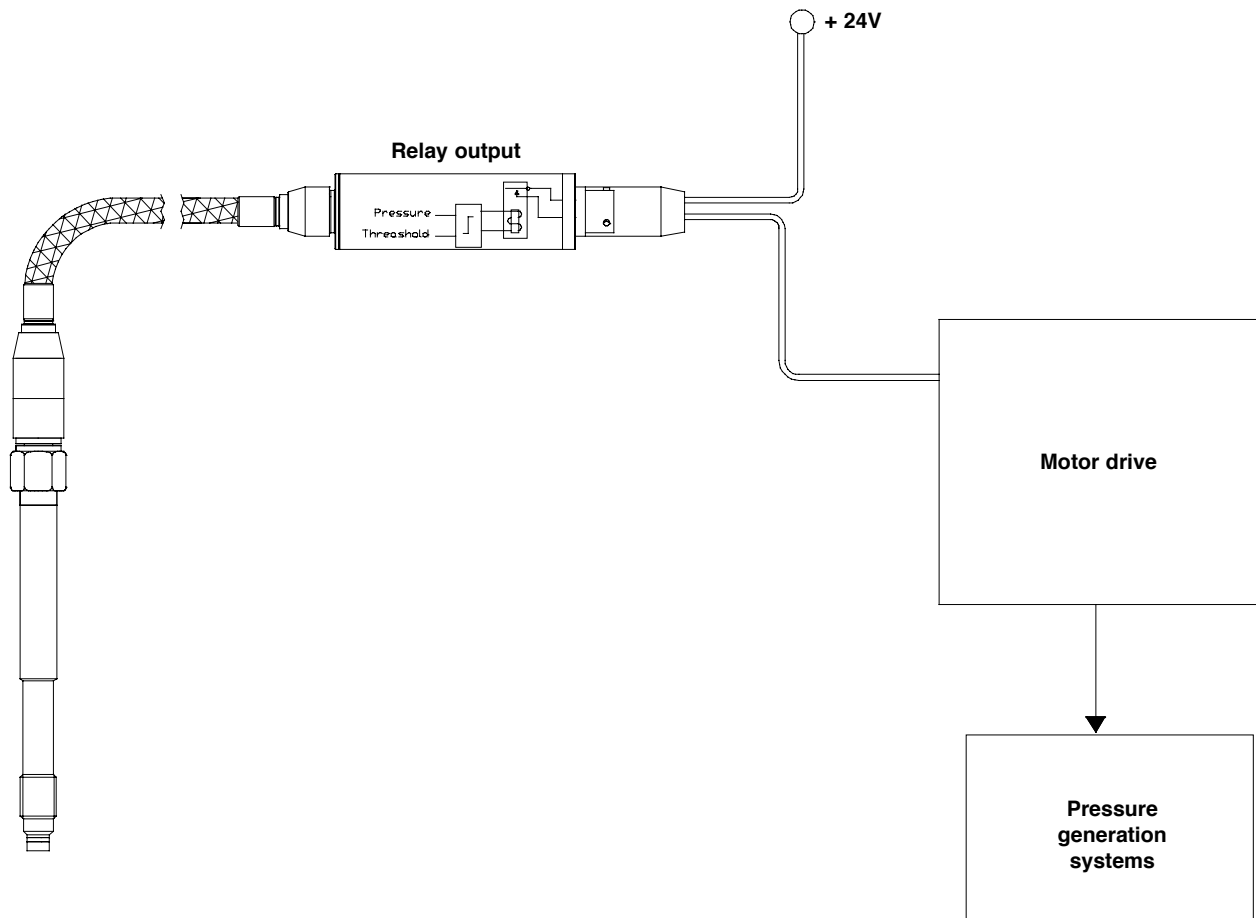 + 24V
Relay output
Pressure
Threashold
Motor drive
Pressure
generation
systems